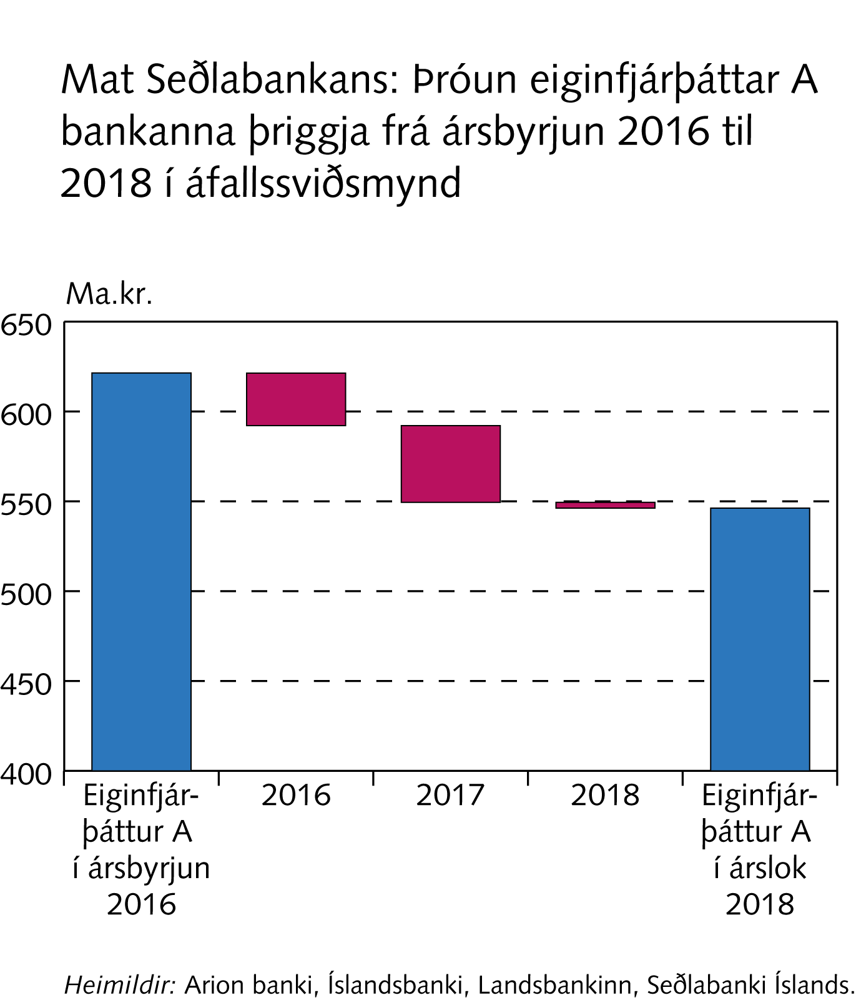 Mat Seðlabankans: Þróun eiginfjárþáttar A
bankanna þriggja frá ársbyrjun 2016 til
2018 í áfallssviðsmynd
Ma.kr.
650
600
550
500
450
400
Eiginfjár-
þáttur A
í ársbyrjun
2016
2016
2017
2018
Eiginfjár-
þáttur A
í árslok
2018
Heimildir: Arion banki, Íslandsbanki, Landsbankinn, Seðlabanki Íslands.